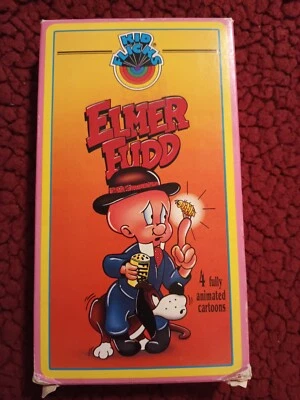 KID
FLICKS
ELMER
FUDD
4 fully
animated
cartoons